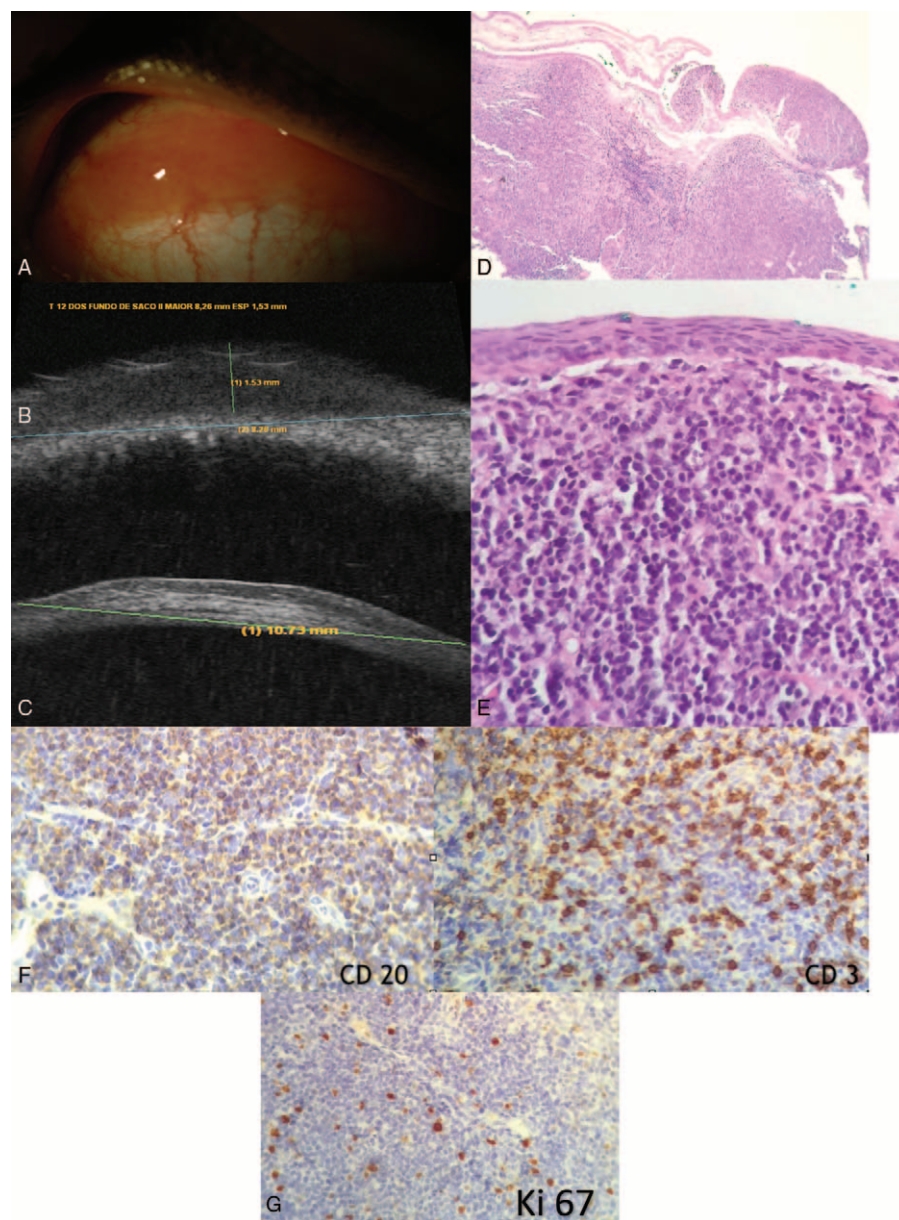 A
T 12 DOS FUNDO DE SACO II MAIOR 8,26 mm ESP 1,53 mm
(1) 1.53 mm
B
(2) 8.26 mm
(1) 10.73 mm
C
D
E
F
CD 20
CD 3
G
Ki 67